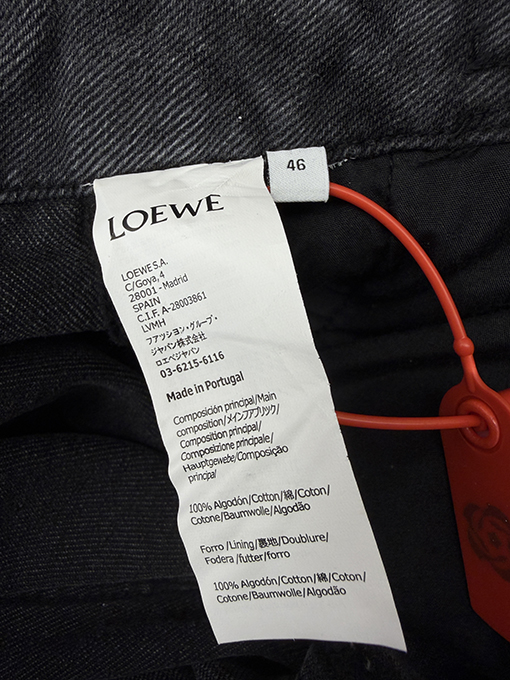 46
LOEWE
LOEWE S.A.
C/Goya, 4
28001 - Madrid
SPAIN
C.I.F. A-28003861
LVMH
ファッション・グループ・
ジャパン株式会社
ロエベジャパン
03-6215-6116
Made in Portugal
Composición principal/Main
composition/メインファブリック/
Composition principal/
Composizione principale/
Hauptgewebe/Composição
principal/
100% Algodón/Cotton/綿/Coton/
Cotone/Baumwolle/Algodão
Forro /Lining/裏地/Doublure/
Fodera /futter/forro
100% Algodón/Cotton/綿/Coton/
Cotone/Baumwolle/Algodão